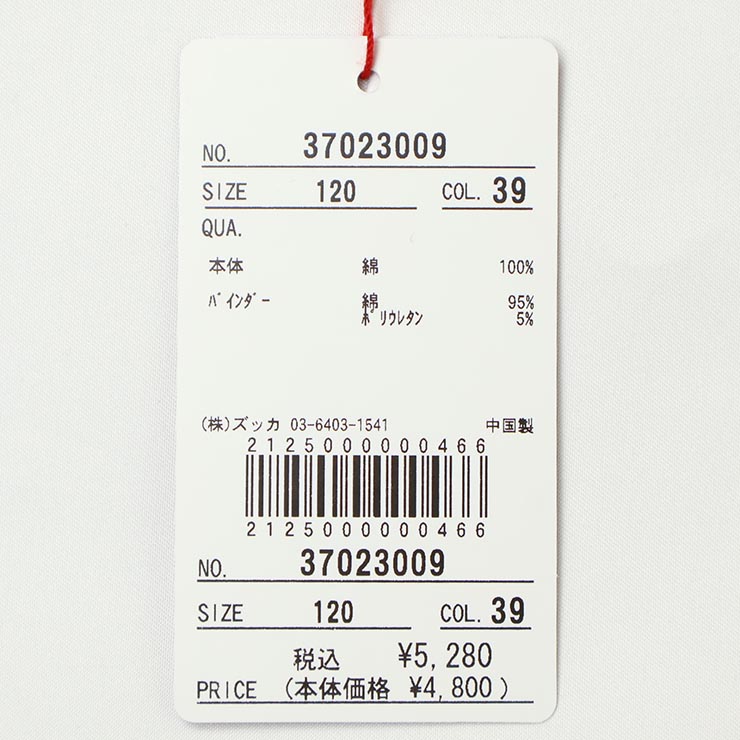 NO. 37023009
SIZE 120 COL. 39
QUA.
本体 綿 100%
ﾊﾞｲﾝﾀﾞｰ 綿 95%
ﾎﾟﾘｳﾚﾀﾝ 5%
(株)ズッカ 03-6403-1541 中国製
2125000000466
2125000000466
NO. 37023009
SIZE 120 COL. 39
税込 ¥5,280
PRICE (本体価格 ¥4,800)